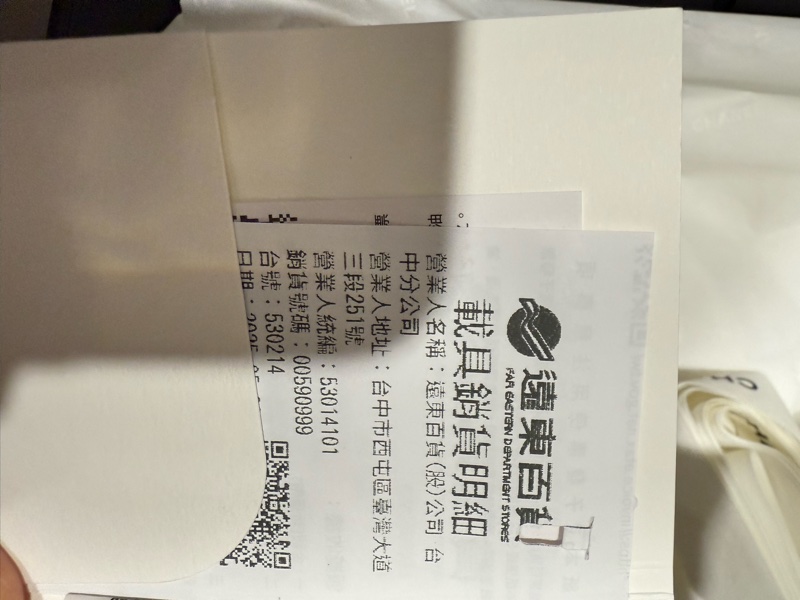 遠東百貨
FAR EASTERN DEPARTMENT STORES
載具銷貨明細
營業人名稱：遠東百貨(股)公司 台
中分公司
營業人地址：台中市西屯區臺灣大道
三段251號
營業人統編：53014101
銷貨號碼：00590999
台號：530214
日期：